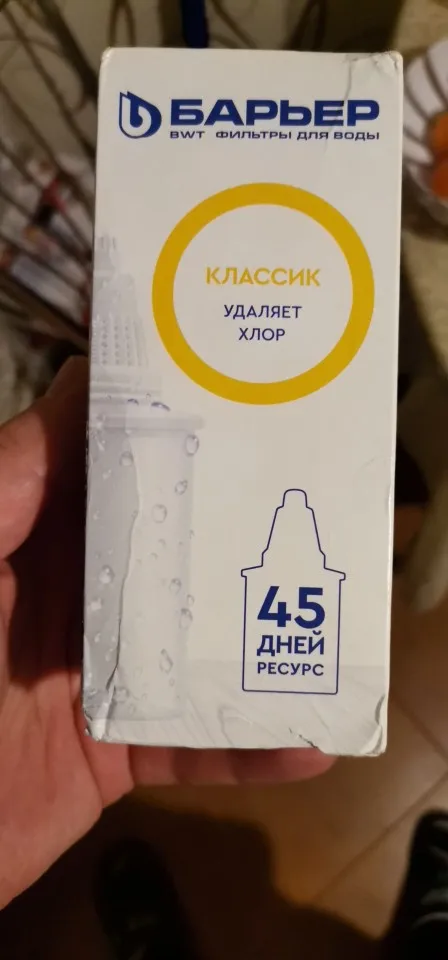 БАРЬЕР
BWT ФИЛЬТРЫ ДЛЯ ВОДЫ
КЛАССИК
УДАЛЯЕТ
ХЛОР
45
ДНЕЙ
РЕСУРС